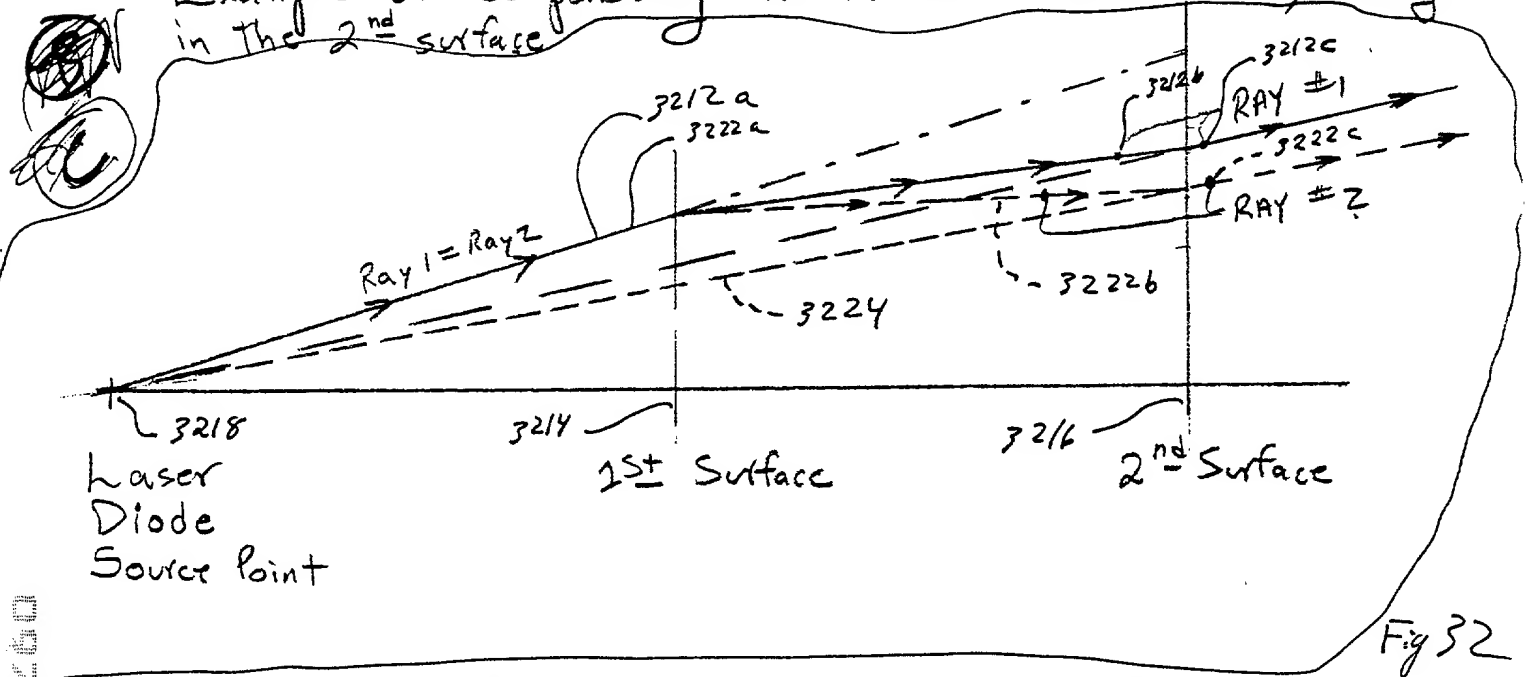 in the 2nd surface
3212a
3222a
3212b
3212c
RAY #1
3222c
RAY #2
Ray 1 = Ray 2
3222b
3224
3218
3214
3216
Laser
Diode
Source Point
1st Surface
2nd Surface
Fig 32
C